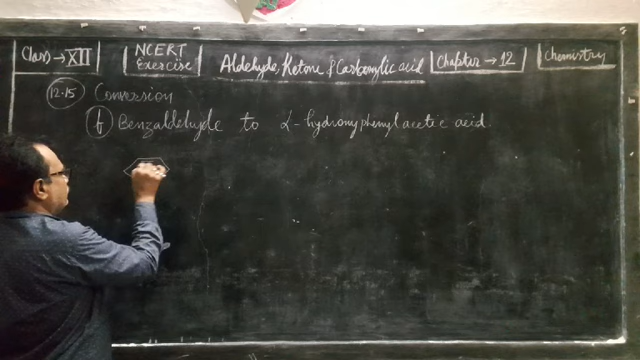 Class → XII
NCERT
Exercise
Aldehyde, Ketone & Carboxylic acid
Chapter → 12
Chemistry
12.15 Conversion
f Benzaldehyde to α-hydroxyphenylacetic acid.